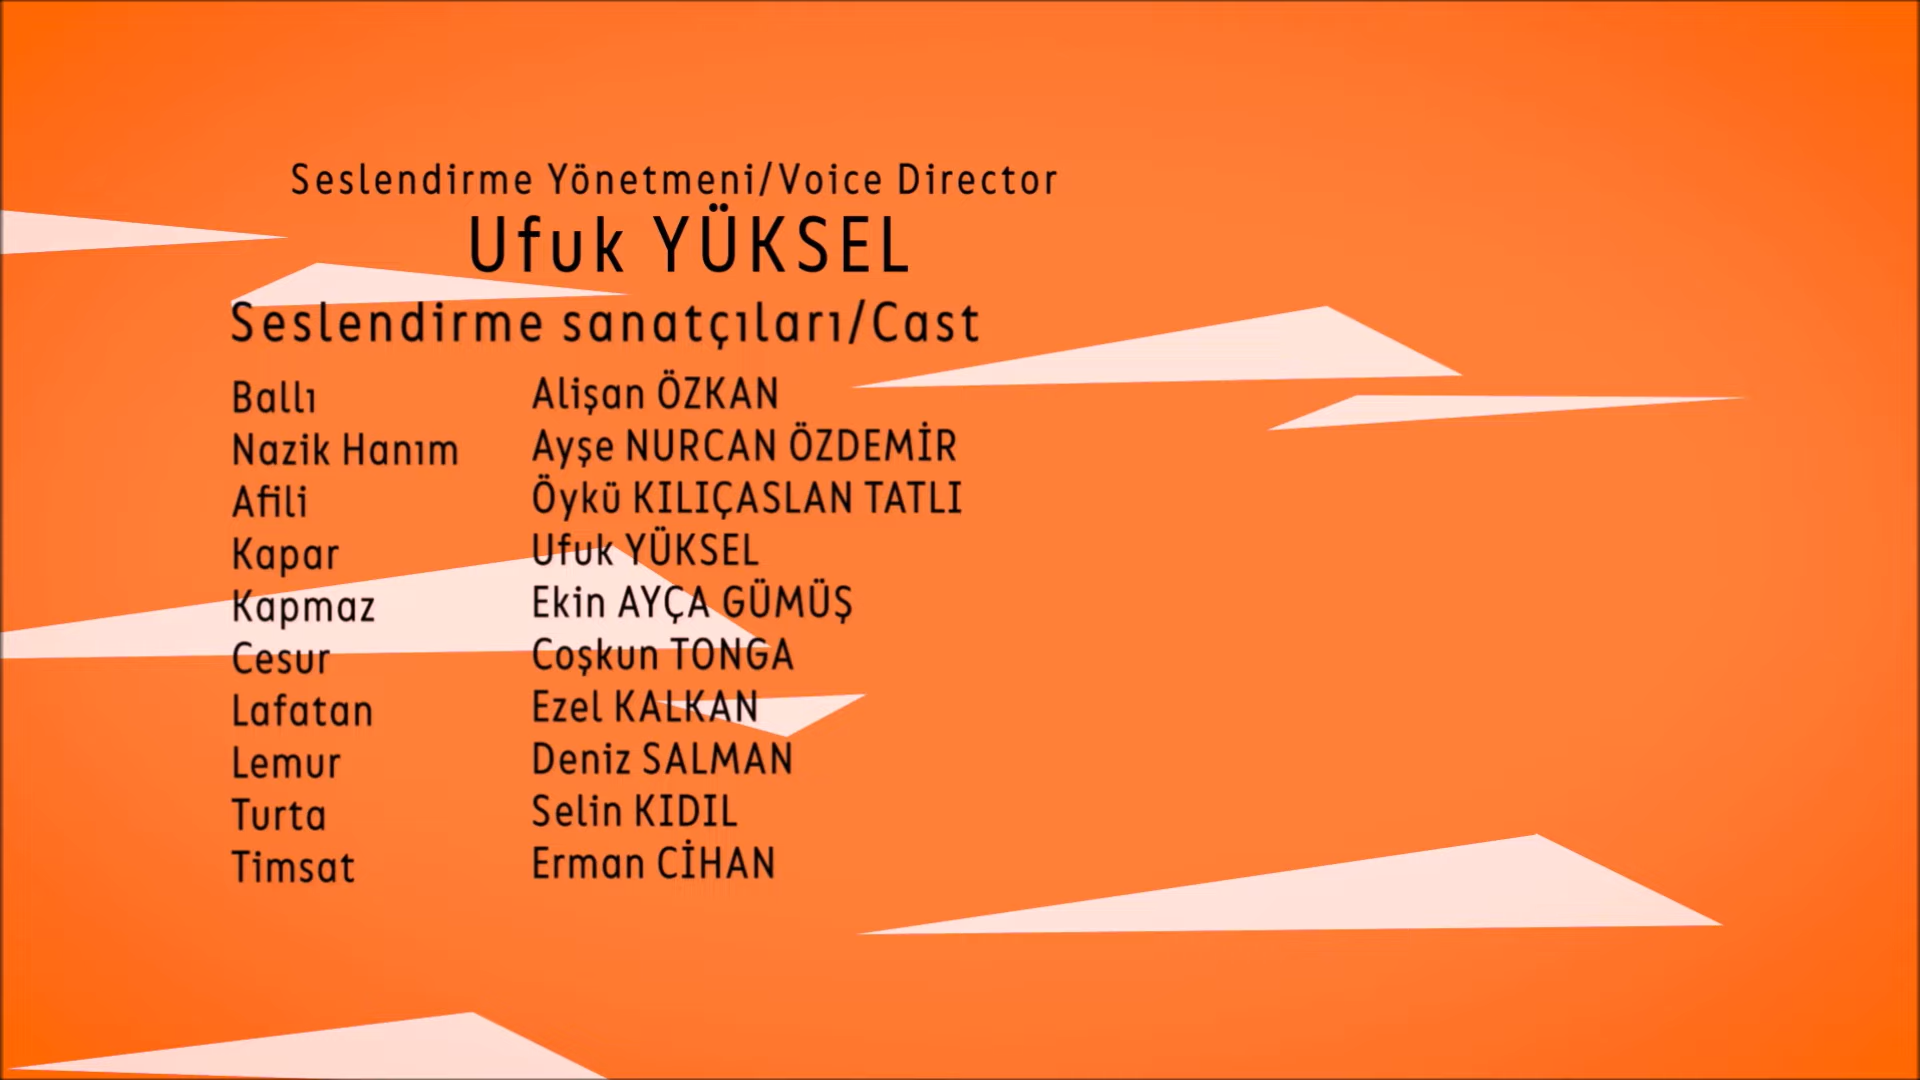 Seslendirme Yönetmeni/Voice Director
Ufuk YÜKSEL
Seslendirme sanatçıları/Cast
Ballı Alişan ÖZKAN
Nazik Hanım Ayşe NURCAN ÖZDEMİR
Afili Öykü KILIÇASLAN TATLI
Kapar Ufuk YÜKSEL
Kapmaz Ekin AYÇA GÜMÜŞ
Cesur Coşkun TONGA
Lafatan Ezel KALKAN
Lemur Deniz SALMAN
Turta Selin KIDIL
Timsat Erman CİHAN